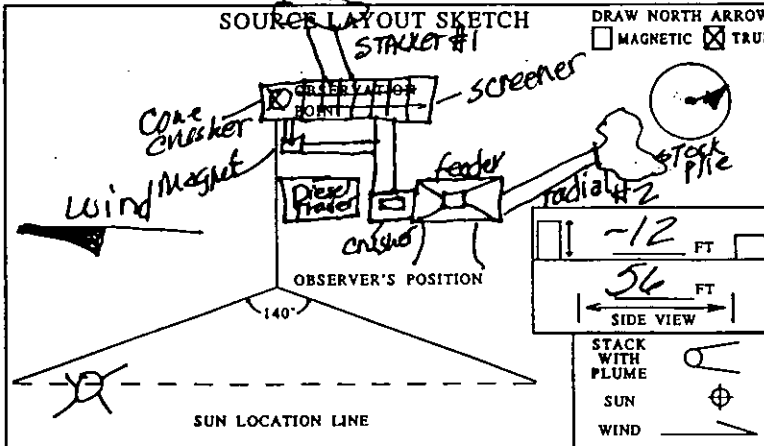 SOURCE LAYOUT SKETCH
DRAW NORTH ARROW
MAGNETIC ☒ TRU
STACKER #1
OBSERVATION
POINT
screener
Cone
crusher
Magnet
Wind
feeder
Stock
pile
radial #2
Diesel
crusher
~12 FT
56 FT
SIDE VIEW
OBSERVER'S POSITION
140°
STACK
WITH
PLUME
SUN
WIND
SUN LOCATION LINE